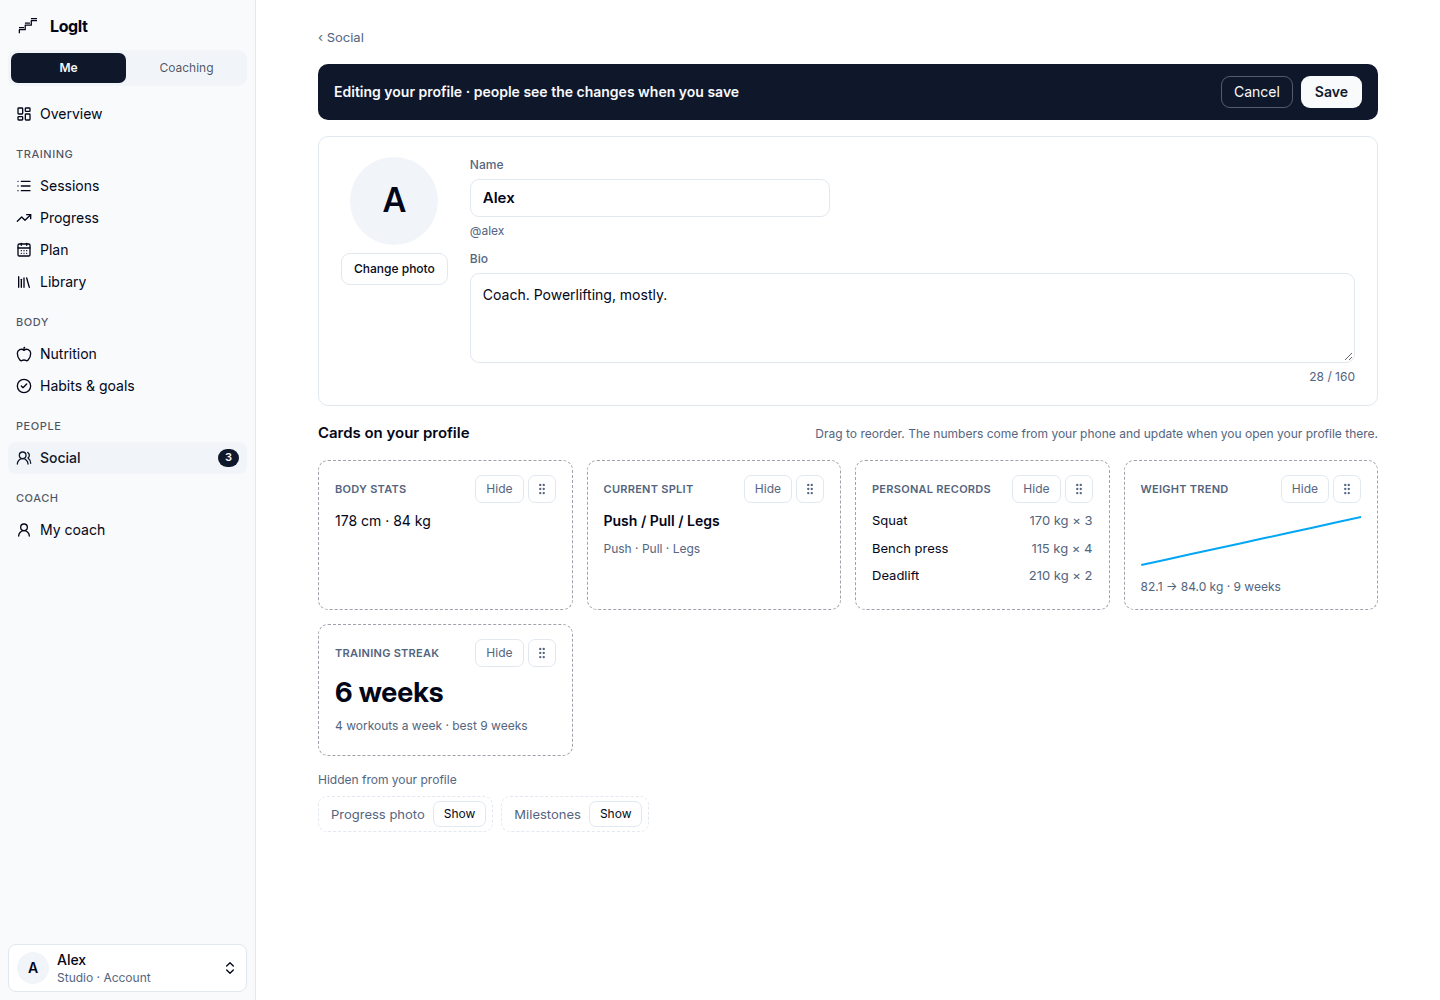 LogIt
Me
Coaching
Overview
TRAINING
Sessions
Progress
Plan
Library
BODY
Nutrition
Habits & goals
PEOPLE
Social
3
COACH
My coach
A
Alex
Studio · Account
‹ Social
Editing your profile · people see the changes when you save
Cancel
Save
A
Change photo
Name
Alex
@alex
Bio
Coach. Powerlifting, mostly.
28 / 160
Cards on your profile
Drag to reorder. The numbers come from your phone and update when you open your profile there.
BODY STATS
Hide
178 cm · 84 kg
CURRENT SPLIT
Hide
Push / Pull / Legs
Push · Pull · Legs
PERSONAL RECORDS
Hide
Squat 170 kg × 3
Bench press 115 kg × 4
Deadlift 210 kg × 2
WEIGHT TREND
Hide
82.1 → 84.0 kg · 9 weeks
TRAINING STREAK
Hide
6 weeks
4 workouts a week · best 9 weeks
Hidden from your profile
Progress photo
Show
Milestones
Show